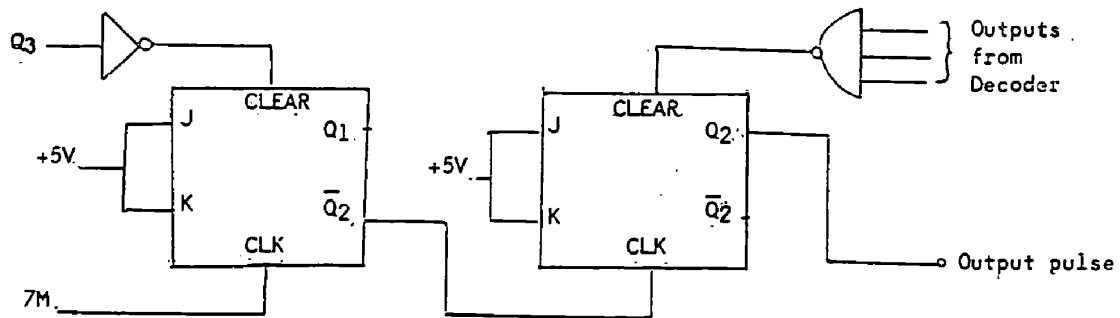 Q3
CLEAR
J
Q1
+5V
K
Q̅2
CLK
7M
CLEAR
J
Q2
+5V
K
Q̅2
CLK
Outputs
from
Decoder
Output pulse